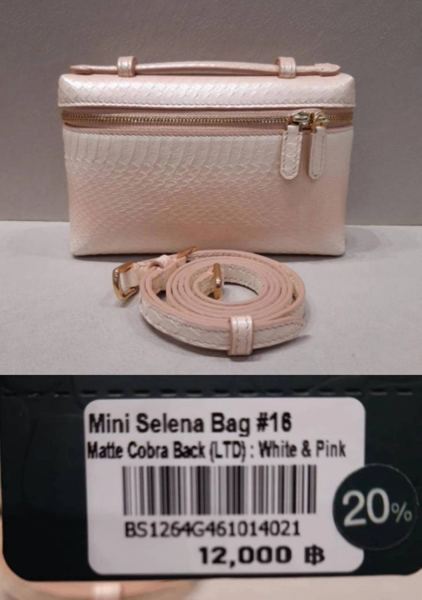 Mini Selena Bag #16
Matte Cobra Back (LTD) : White & Pink
BS1264G461014021
20%
12,000 ฿